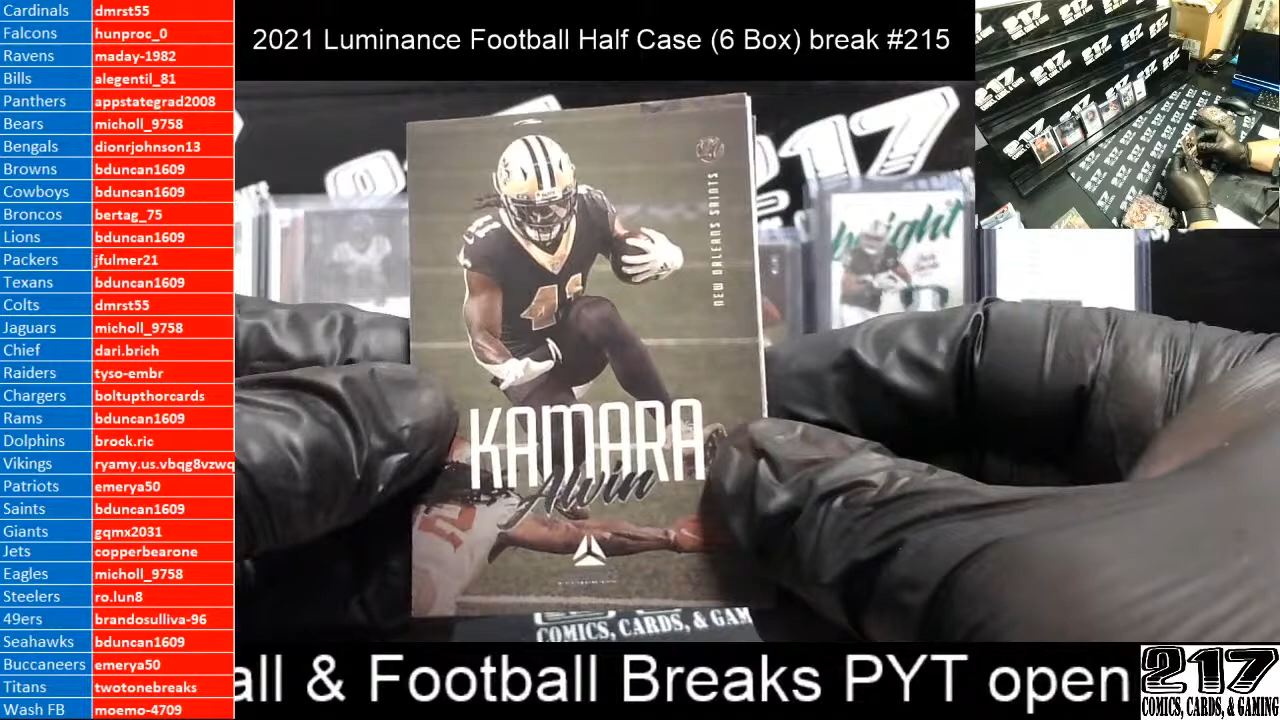 Cardinals dmrst55
Falcons hunproc_0
Ravens maday-1982
Bills alegentil_81
Panthers appstategrad2008
Bears micholl_9758
Bengals dionrjohnson13
Browns bduncan1609
Cowboys bduncan1609
Broncos bertag_75
Lions bduncan1609
Packers jfulmer21
Texans bduncan1609
Colts dmrst55
Jaguars micholl_9758
Chief dari.brich
Raiders tyso-embr
Chargers boltupthorcards
Rams bduncan1609
Dolphins brock.ric
Vikings ryamy.us.vbqg8vzwq
Patriots emerya50
Saints bduncan1609
Giants gqmx2031
Jets copperbearone
Eagles micholl_9758
Steelers ro.lun8
49ers brandosulliva-96
Seahawks bduncan1609
Buccaneers emerya50
Titans twotonebreaks
Wash FB moemo-4709
2021 Luminance Football Half Case (6 Box) break #215
217
NEW ORLEANS SAINTS
41
KAMARA
Alvin
COMICS, CARDS, & GAM
all & Football Breaks PYT open
217
COMICS, CARDS, & GAMING